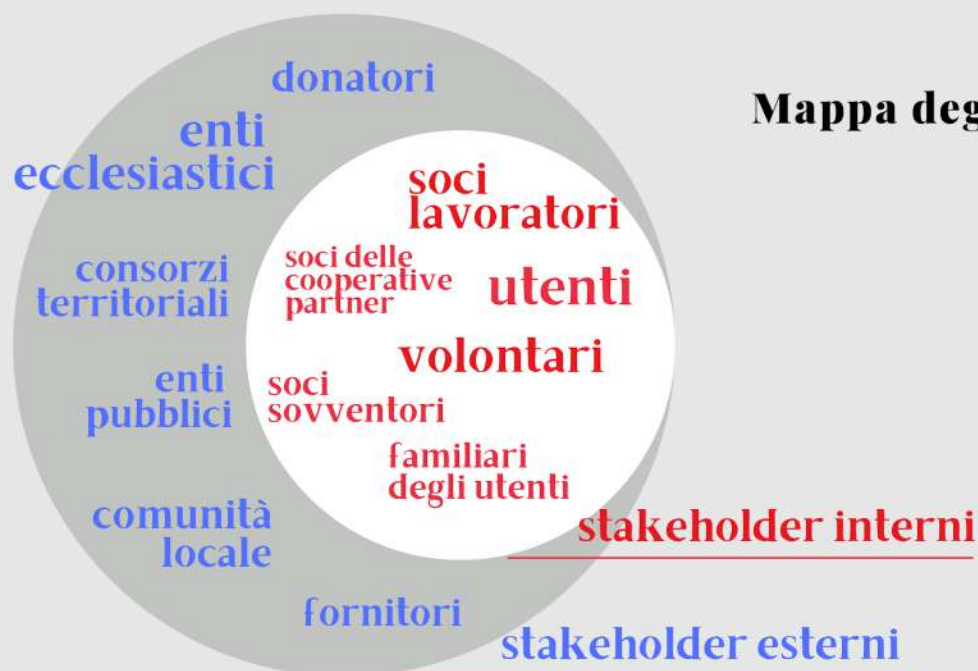 Mappa deg
donatori
enti
ecclesiastici
consorzi
territoriali
enti
pubblici
comunità
locale
fornitori
soci
lavoratori
soci delle
cooperative
partner
utenti
volontari
soci
sovventori
familiari
degli utenti
stakeholder interni
stakeholder esterni